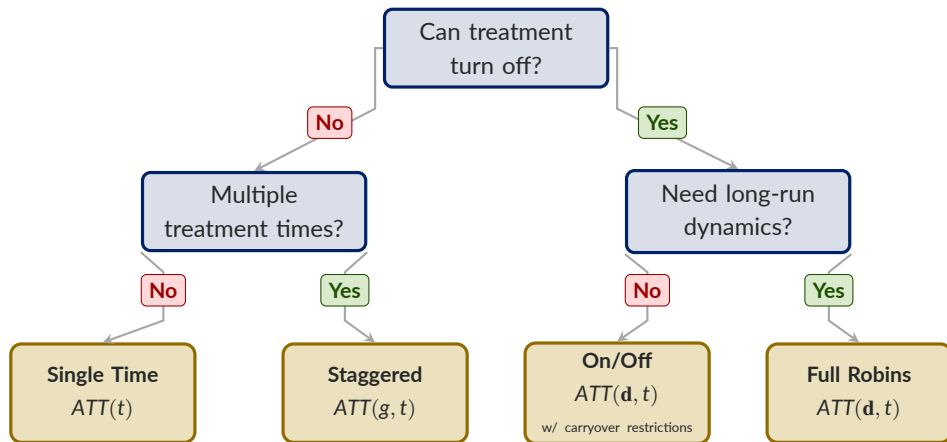 Can treatment
turn off?
No
Yes
Multiple
treatment times?
Need long-run
dynamics?
No
Yes
No
Yes
Single Time
ATT(t)
Staggered
ATT(g, t)
On/Off
ATT(d, t)
w/ carryover restrictions
Full Robins
ATT(d, t)